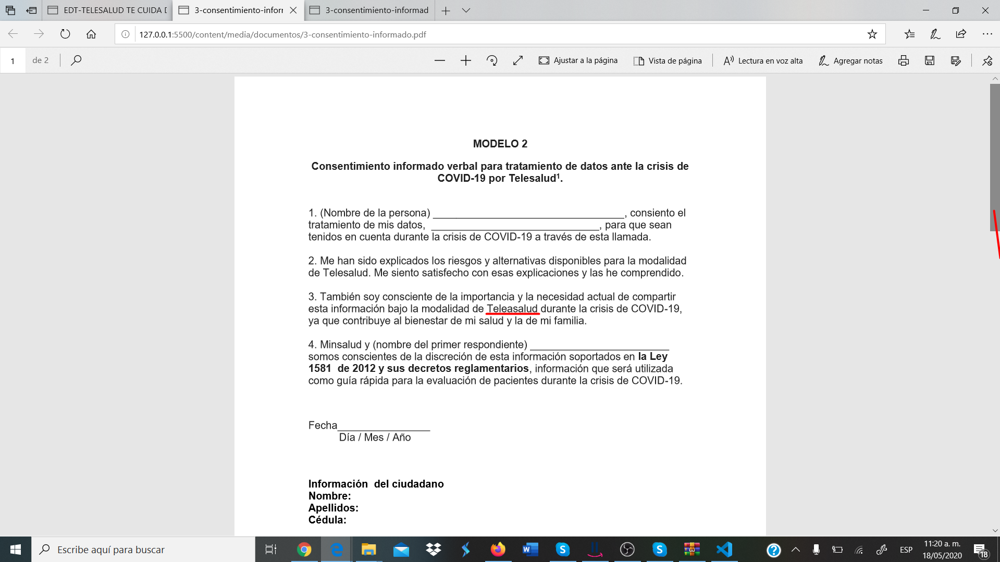 EDT-TELESALUD TE CUIDA D
3-consentimiento-inforr
3-consentimiento-informad
127.0.0.1:5500/content/media/documentos/3-consentimiento-informado.pdf
1 de 2
Ajustar a la página
Vista de página
Lectura en voz alta
Agregar notas
MODELO 2
Consentimiento informado verbal para tratamiento de datos ante la crisis de
COVID-19 por Telesalud¹.
1. (Nombre de la persona) _________________________________, consiento el
tratamiento de mis datos, _____________________________, para que sean
tenidos en cuenta durante la crisis de COVID-19 a través de esta llamada.
2. Me han sido explicados los riesgos y alternativas disponibles para la modalidad
de Telesalud. Me siento satisfecho con esas explicaciones y las he comprendido.
3. También soy consciente de la importancia y la necesidad actual de compartir
esta información bajo la modalidad de Teleasalud durante la crisis de COVID-19,
ya que contribuye al bienestar de mi salud y la de mi familia.
4. Minsalud y (nombre del primer respondiente) ________________________
somos conscientes de la discreción de esta información soportados en la Ley
1581 de 2012 y sus decretos reglamentarios, información que será utilizada
como guía rápida para la evaluación de pacientes durante la crisis de COVID-19.
Fecha________________
Día / Mes / Año
Información del ciudadano
Nombre:
Apellidos:
Cédula:
Escribe aquí para buscar
ESP
11:20 a. m.
18/05/2020
18